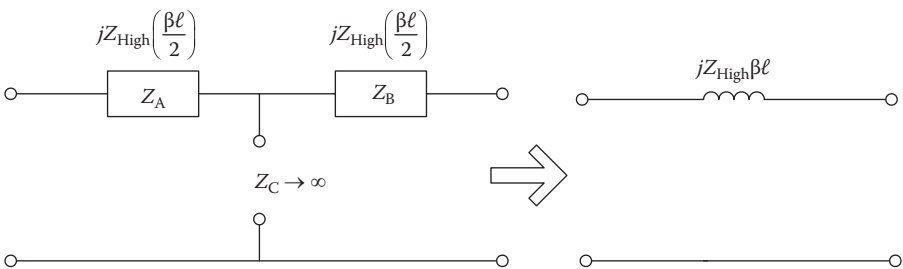 jZ_High(βℓ/2)
jZ_High(βℓ/2)
jZ_Highβℓ
Z_A
Z_B
Z_C → ∞